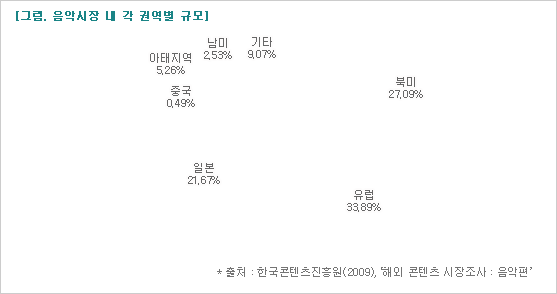 [그림. 음악시장 내 각 권역별 규모]
남미
2,53%
기타
9,07%
아태지역
5,26%
중국
0,49%
북미
27,09%
일본
21,67%
유럽
33,89%
* 출처 : 한국콘텐츠진흥원(2009), '해외 콘텐츠 시장조사 : 음악편'